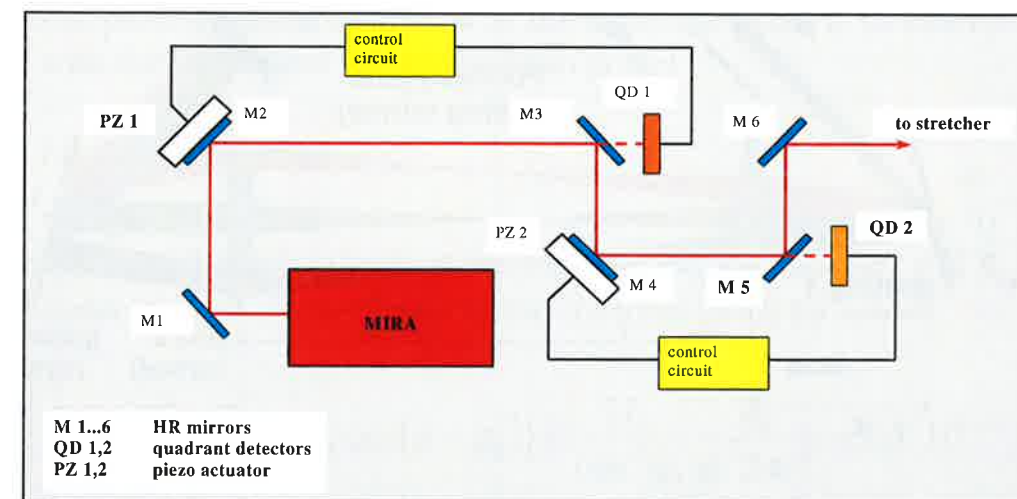 control
circuit
QD 1
M2
M3
M 6
PZ 1
to stretcher
PZ 2
QD 2
M 4
M 5
M1
MIRA
control
circuit
M 1...6 HR mirrors
QD 1,2 quadrant detectors
PZ 1,2 piezo actuator